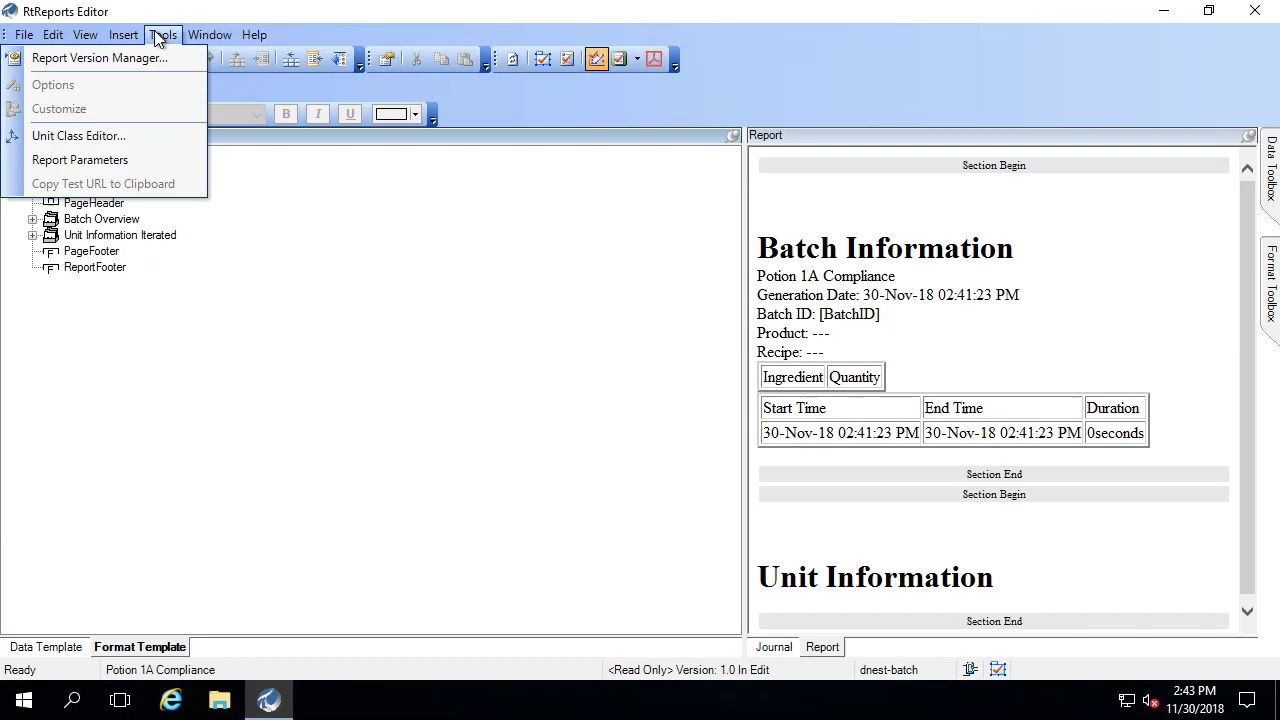 RtReports Editor
File Edit View Insert Tools Window Help
Report Version Manager...
Options
Customize
Unit Class Editor...
Report Parameters
Copy Test URL to Clipboard
B I U
PageHeader
Batch Overview
Unit Information Iterated
PageFooter
ReportFooter
Report
Section Begin
Batch Information
Potion 1A Compliance
Generation Date: 30-Nov-18 02:41:23 PM
Batch ID: [BatchID]
Product: ---
Recipe: ---
Ingredient Quantity
Start Time End Time Duration
30-Nov-18 02:41:23 PM 30-Nov-18 02:41:23 PM 0seconds
Section End
Section Begin
Unit Information
Section End
Data Toolbox
Format Toolbox
Data Template Format Template
Journal Report
Ready Potion 1A Compliance <Read Only> Version: 1.0 In Edit dnest-batch
2:43 PM
11/30/2018